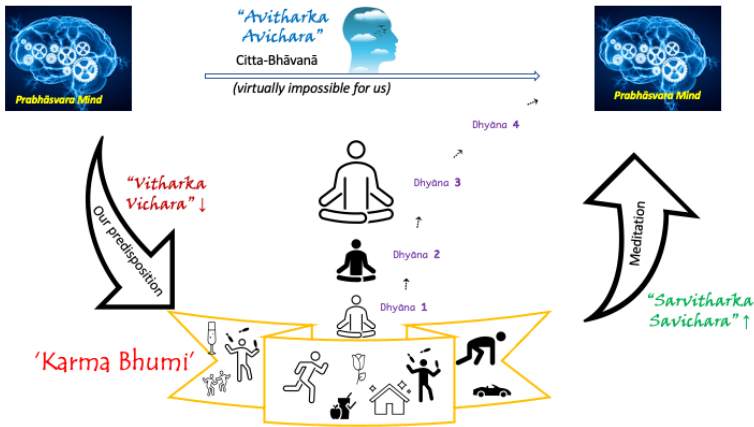 “Avitharka
Avichara”
Citta-Bhāvanā
(virtually impossible for us)
Prabhāsvara Mind
Prabhāsvara Mind
Dhyāna 4
Dhyāna 3
Dhyāna 2
Dhyāna 1
“Vitharka
Vichara” ↓
Our predisposition
Meditation
“Sarvitharka
Savichara” ↑
‘Karma Bhumi’